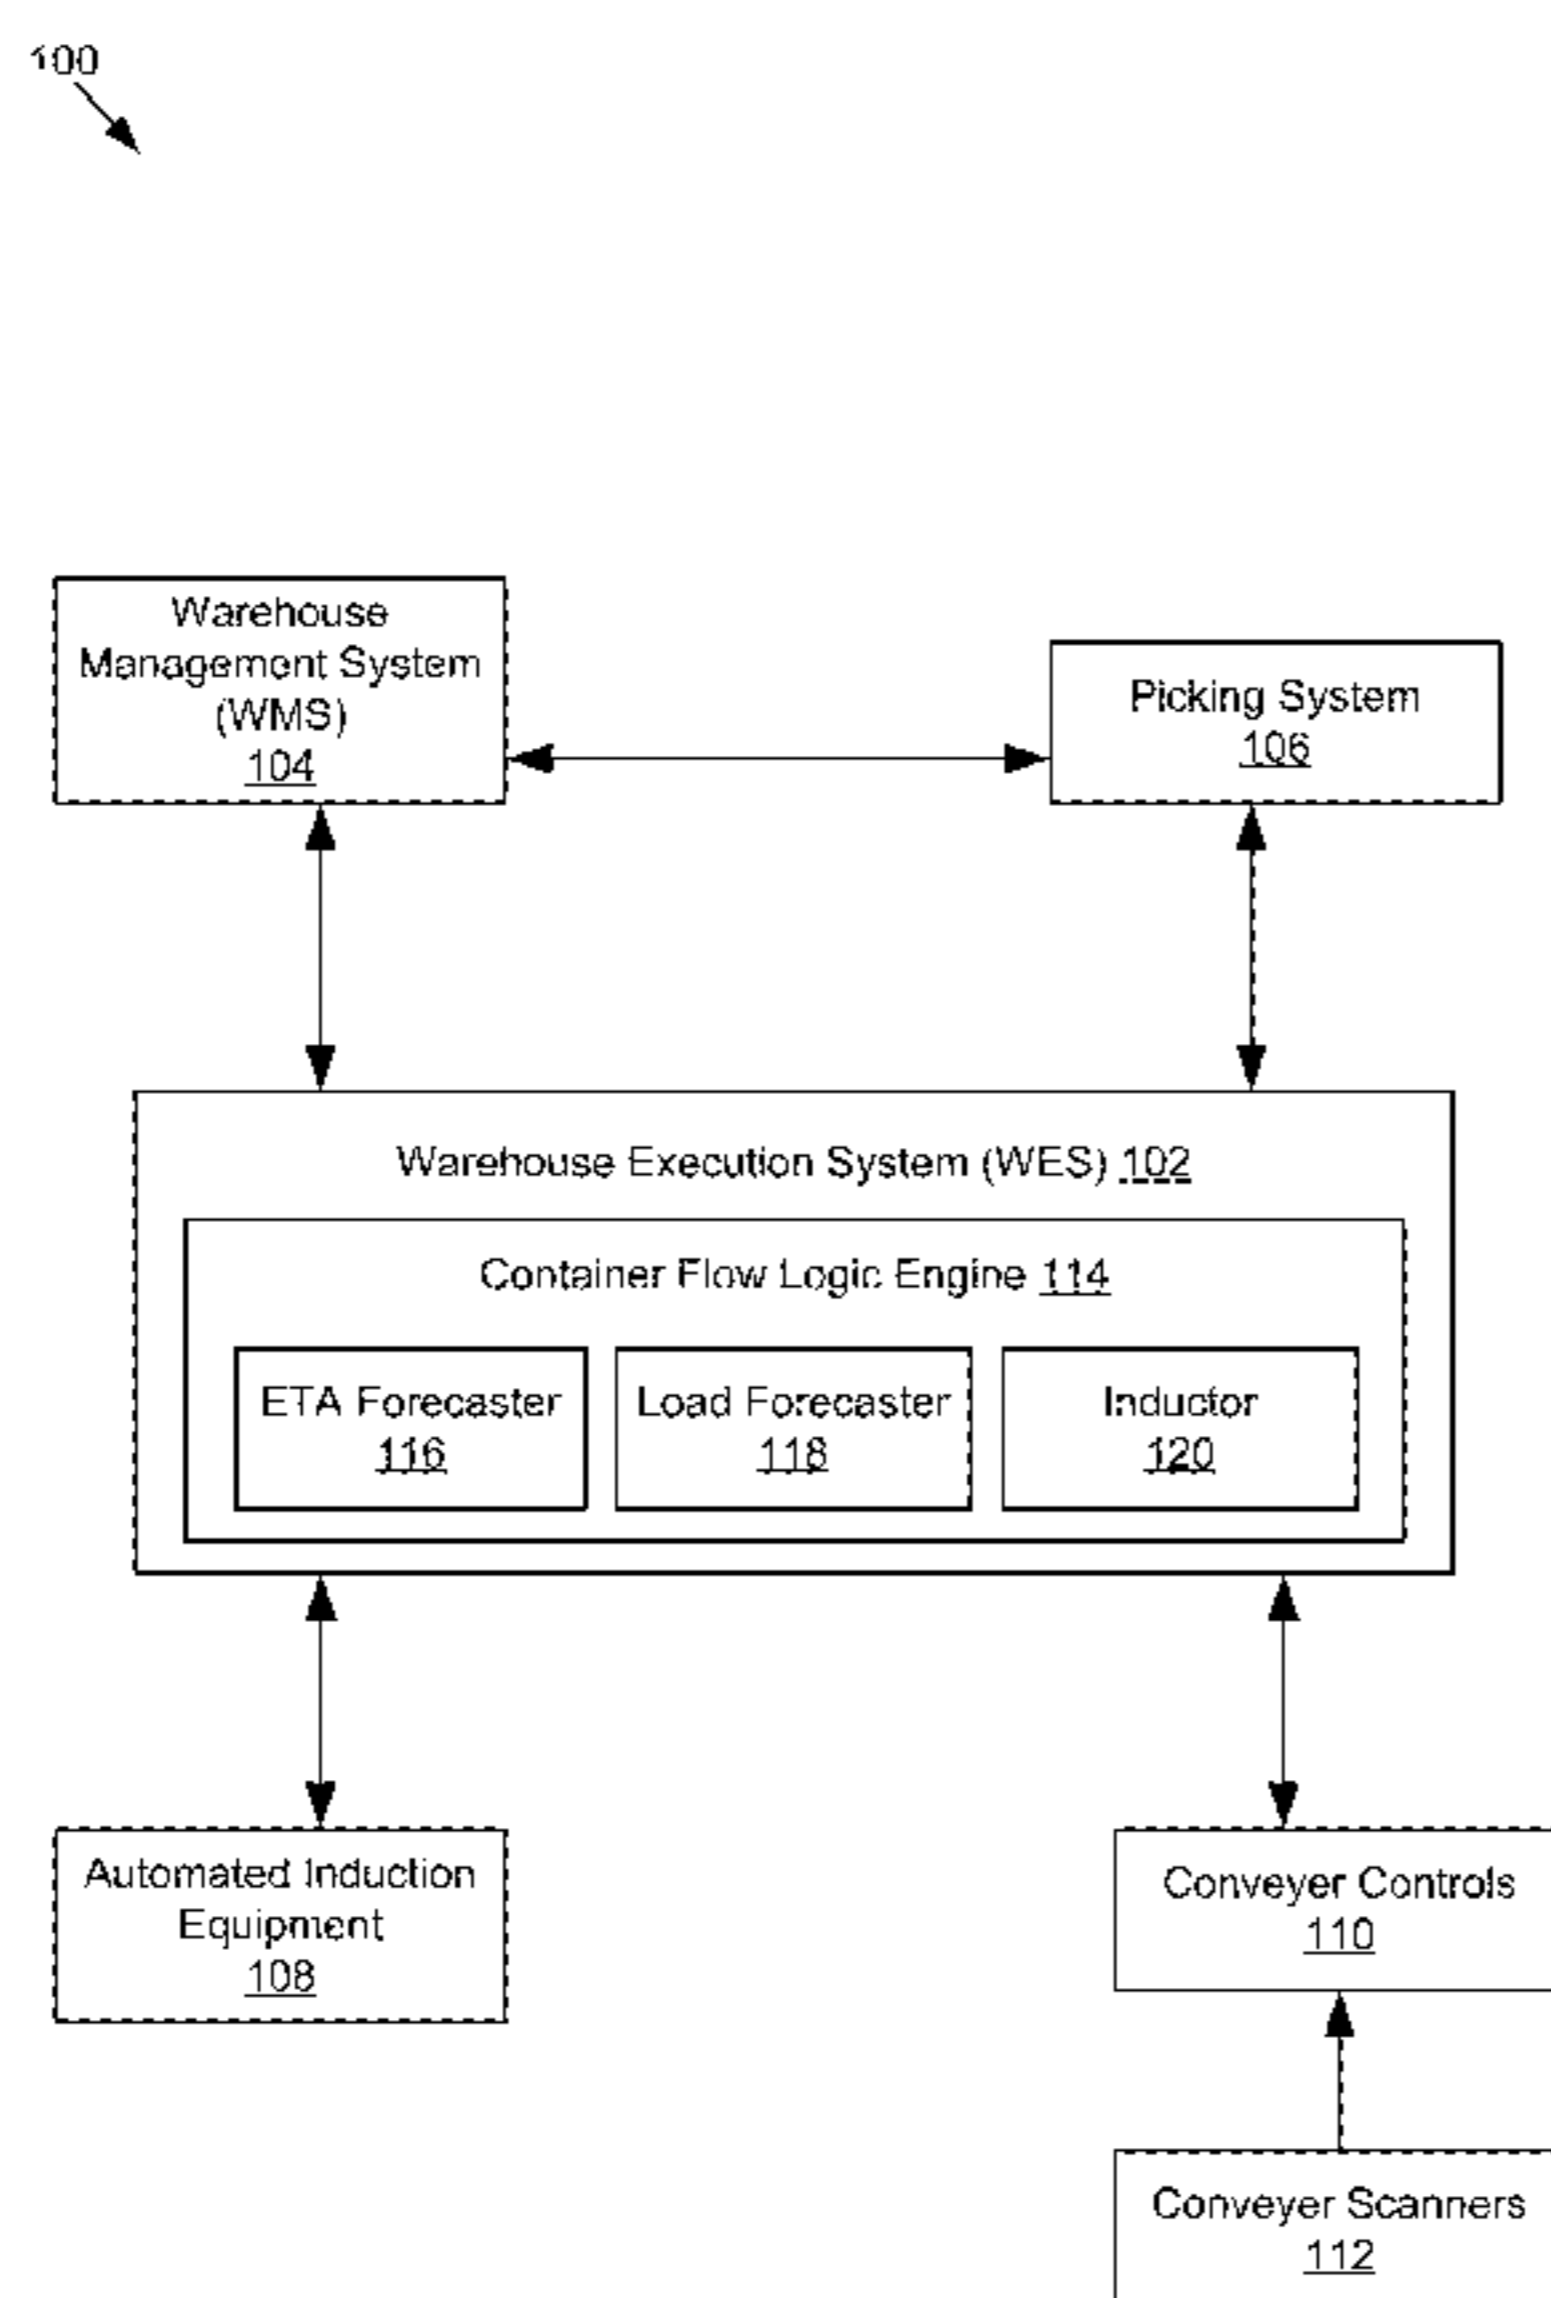 100
Warehouse
Management System
(WMS)
104
Picking System
106
Warehouse Execution System (WES) 102
Container Flow Logic Engine 114
ETA Forecaster
116
Load Forecaster
118
Inductor
120
Automated Induction
Equipment
108
Conveyer Controls
110
Conveyer Scanners
112